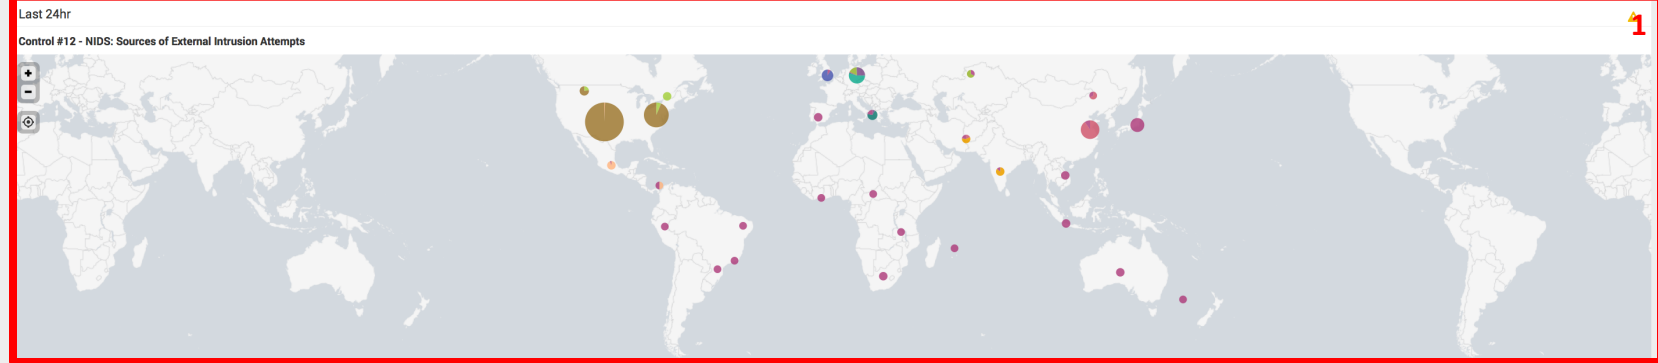 Last 24hr
1
Control #12 - NIDS: Sources of External Intrusion Attempts
+
-